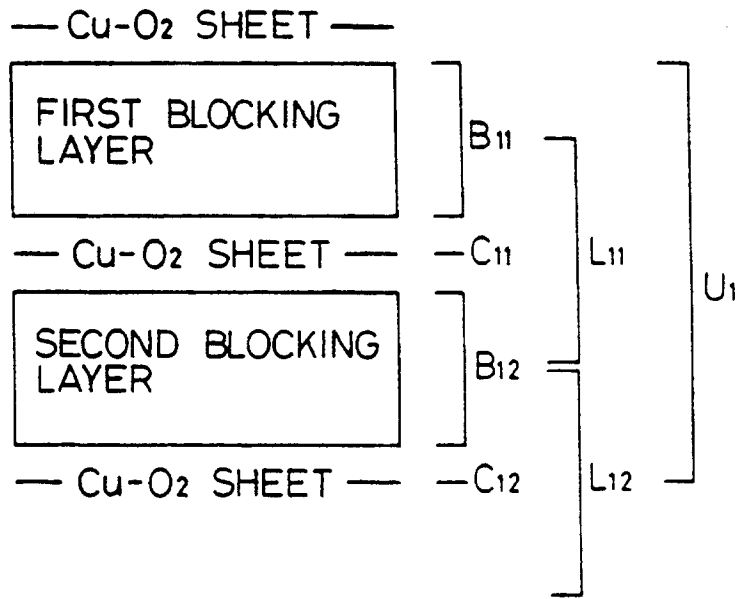 Cu-O2 SHEET
FIRST BLOCKING
LAYER
B11
Cu-O2 SHEET
C11
L11
U1
SECOND BLOCKING
LAYER
B12
Cu-O2 SHEET
C12
L12